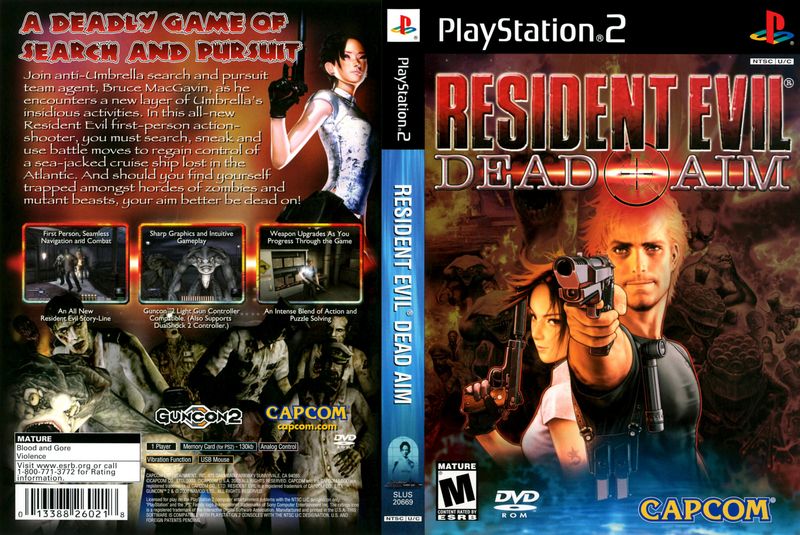 A DEADLY GAME OF
SEARCH AND PURSUIT
Join anti-Umbrella search and pursuit
team agent, Bruce MacGavin, as he
encounters a new layer of Umbrella's
insidious activities. In this all-new
Resident Evil first-person action-
shooter, you must search, sneak and
use battle moves to regain control of
a sea-jacked cruise ship lost in the
Atlantic. And should you find yourself
trapped amongst hordes of zombies and
mutant beasts, your aim better be dead on!
First Person, Seamless
Navigation and Combat
Sharp Graphics and Intuitive
Gameplay
Weapon Upgrades As You
Progress Through the Game
An All New
Resident Evil Story-Line
Guncon 2 Light Gun Controller
Compatible. (Also Supports
DualShock 2 Controller.)
An Intense Blend of Action and
Puzzle Solving
GUNCON2
CAPCOM
capcom.com
DVD
MATURE
Blood and Gore
Violence
Visit www.esrb.org or call
1-800-771-3772 for Rating
information.
1 Player
Memory Card (for PS2) - 130kb
Analog Control
Vibration Function
USB Mouse
0 13388 26021 8
PlayStation®2
RESIDENT EVIL® DEAD AIM
SLUS
20669
NTSC U/C
PlayStation®2
NTSC U/C
RESIDENT EVIL®
DEAD AIM
MATURE
M
CONTENT RATED BY
ESRB
DVD
ROM
CAPCOM